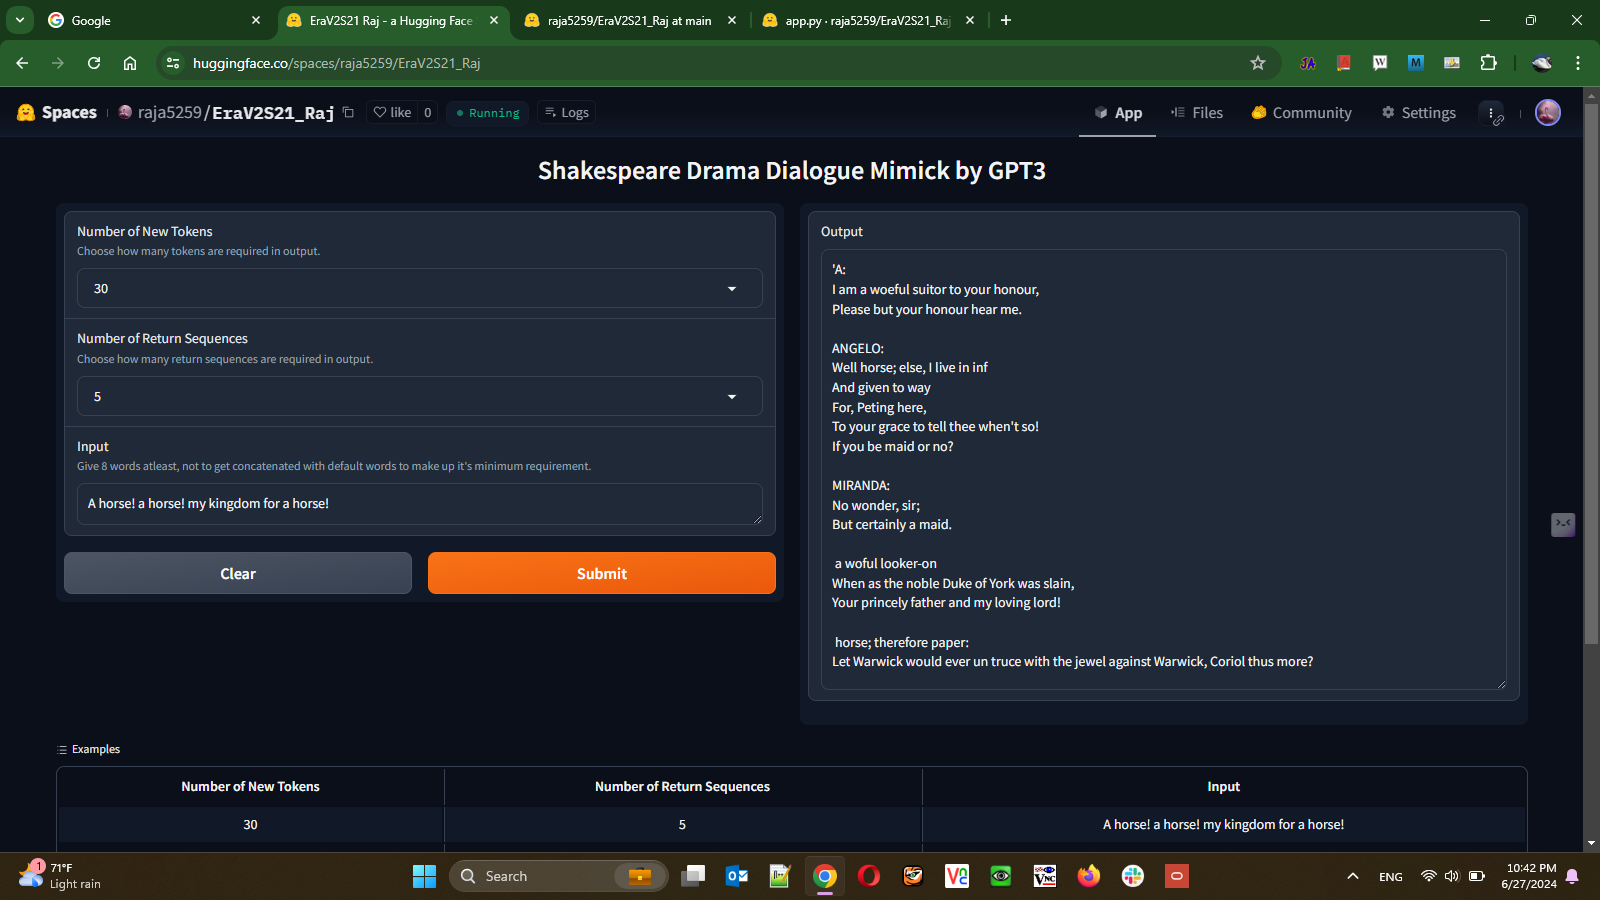 Google
EraV2S21 Raj - a Hugging Face
raja5259/EraV2S21_Raj at main
app.py · raja5259/EraV2S21_Raj
huggingface.co/spaces/raja5259/EraV2S21_Raj
Spaces
raja5259/EraV2S21_Raj
like 0
Running
Logs
App
Files
Community
Settings
Shakespeare Drama Dialogue Mimick by GPT3
Number of New Tokens
Choose how many tokens are required in output.
30
Number of Return Sequences
Choose how many return sequences are required in output.
5
Input
Give 8 words atleast, not to get concatenated with default words to make up it's minimum requirement.
A horse! a horse! my kingdom for a horse!
Clear
Submit
Output
'A:
I am a woeful suitor to your honour,
Please but your honour hear me.
ANGELO:
Well horse; else, I live in inf
And given to way
For, Peting here,
To your grace to tell thee when't so!
If you be maid or no?
MIRANDA:
No wonder, sir;
But certainly a maid.
a woful looker-on
When as the noble Duke of York was slain,
Your princely father and my loving lord!
horse; therefore paper:
Let Warwick would ever un truce with the jewel against Warwick, Coriol thus more?
Examples
Number of New Tokens
Number of Return Sequences
Input
30
5
A horse! a horse! my kingdom for a horse!
1
71°F
Light rain
Search
ENG
10:42 PM
6/27/2024